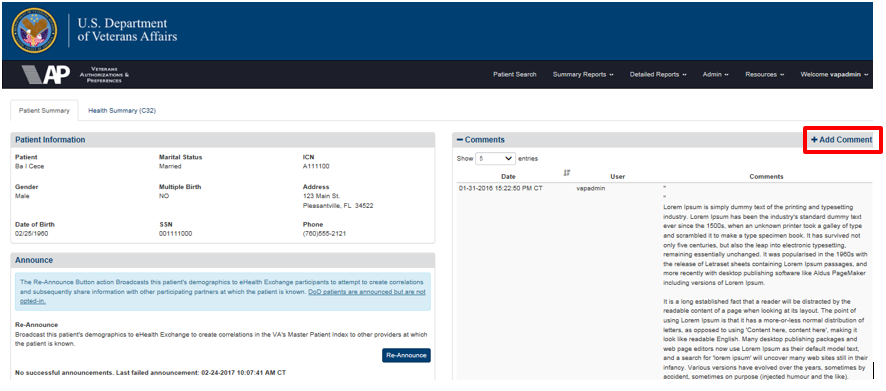 U.S. Department
of Veterans Affairs
VAP
VETERANS
AUTHORIZATIONS &
PREFERENCES
Patient Search
Summary Reports
Detailed Reports
Admin
Resources
Welcome vapadmin
Patient Summary
Health Summary (C32)
Patient Information
Patient Marital Status ICN
Ba I Cece Married A111100
Gender Multiple Birth Address
Male NO 123 Main St.
Pleasantville, FL 34522
Date of Birth SSN Phone
02/25/1960 001111000 (760)555-2121
Announce
The Re-Announce Button action Broadcasts this patient's demographics to eHealth Exchange participants to attempt to create correlations
and subsequently share information with other participating partners at which the patient is known. DoD patients are announced but are not
opted-in.
Re-Announce
Broadcast this patient's demographics to eHealth Exchange to create correlations in the VA's Master Patient Index to other providers at which
the patient is known.
Re-Announce
No successful announcements. Last failed announcement: 02-24-2017 10:07:41 AM CT
Comments
+ Add Comment
Show 5 entries
Date User Comments
01-31-2016 15:22:50 PM CT vapadmin "
"
Lorem Ipsum is simply dummy text of the printing and typesetting
industry. Lorem Ipsum has been the industry's standard dummy text
ever since the 1500s, when an unknown printer took a galley of type
and scrambled it to make a type specimen book. It has survived not
only five centuries, but also the leap into electronic typesetting,
remaining essentially unchanged. It was popularised in the 1960s with
the release of Letraset sheets containing Lorem Ipsum passages, and
more recently with desktop publishing software like Aldus PageMaker
including versions of Lorem Ipsum.
It is a long established fact that a reader will be distracted by the
readable content of a page when looking at its layout. The point of
using Lorem Ipsum is that it has a more-or-less normal distribution of
letters, as opposed to using 'Content here, content here', making it
look like readable English. Many desktop publishing packages and
web page editors now use Lorem Ipsum as their default model text,
and a search for 'lorem ipsum' will uncover many web sites still in their
infancy. Various versions have evolved over the years, sometimes by
accident, sometimes on purpose (injected humour and the like).